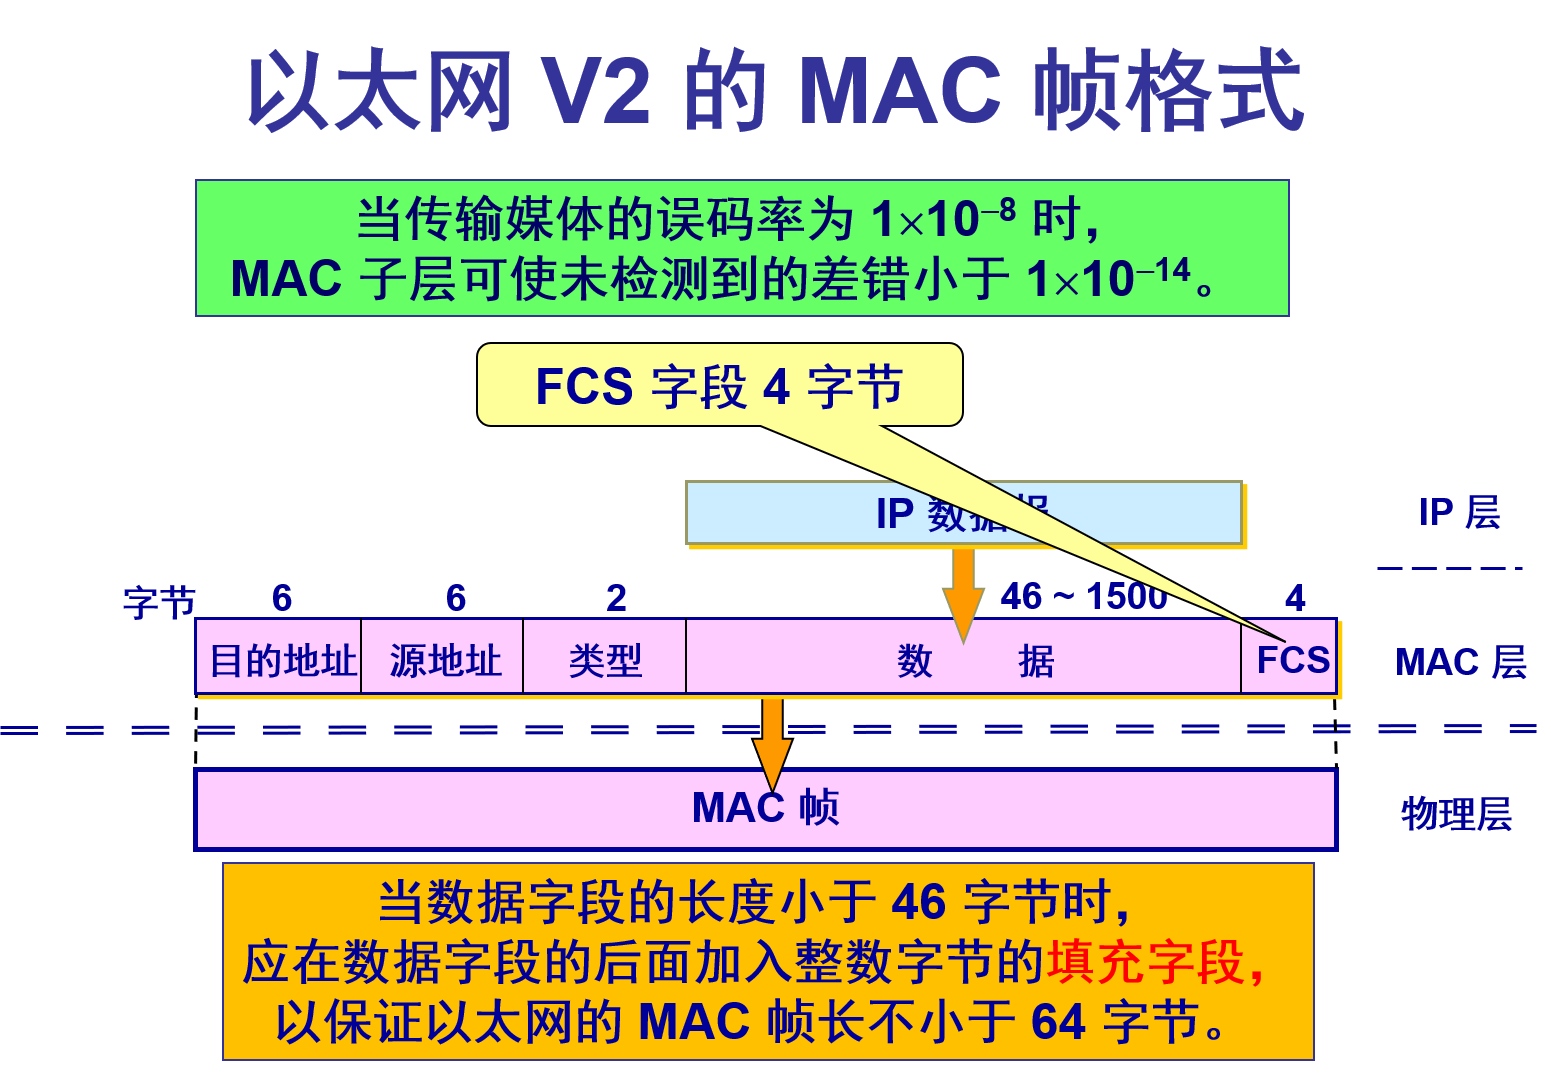 以太网 V2 的 MAC 帧格式
当传输媒体的误码率为 1×10–8 时,
MAC 子层可使未检测到的差错小于 1×10–14。
FCS 字段 4 字节
IP 数据报
IP 层
字节 6 6 2 46 ~ 1500 4
目的地址 源地址 类型 数 据 FCS
MAC 层
MAC 帧
物理层
当数据字段的长度小于 46 字节时,
应在数据字段的后面加入整数字节的填充字段,
以保证以太网的 MAC 帧长不小于 64 字节。